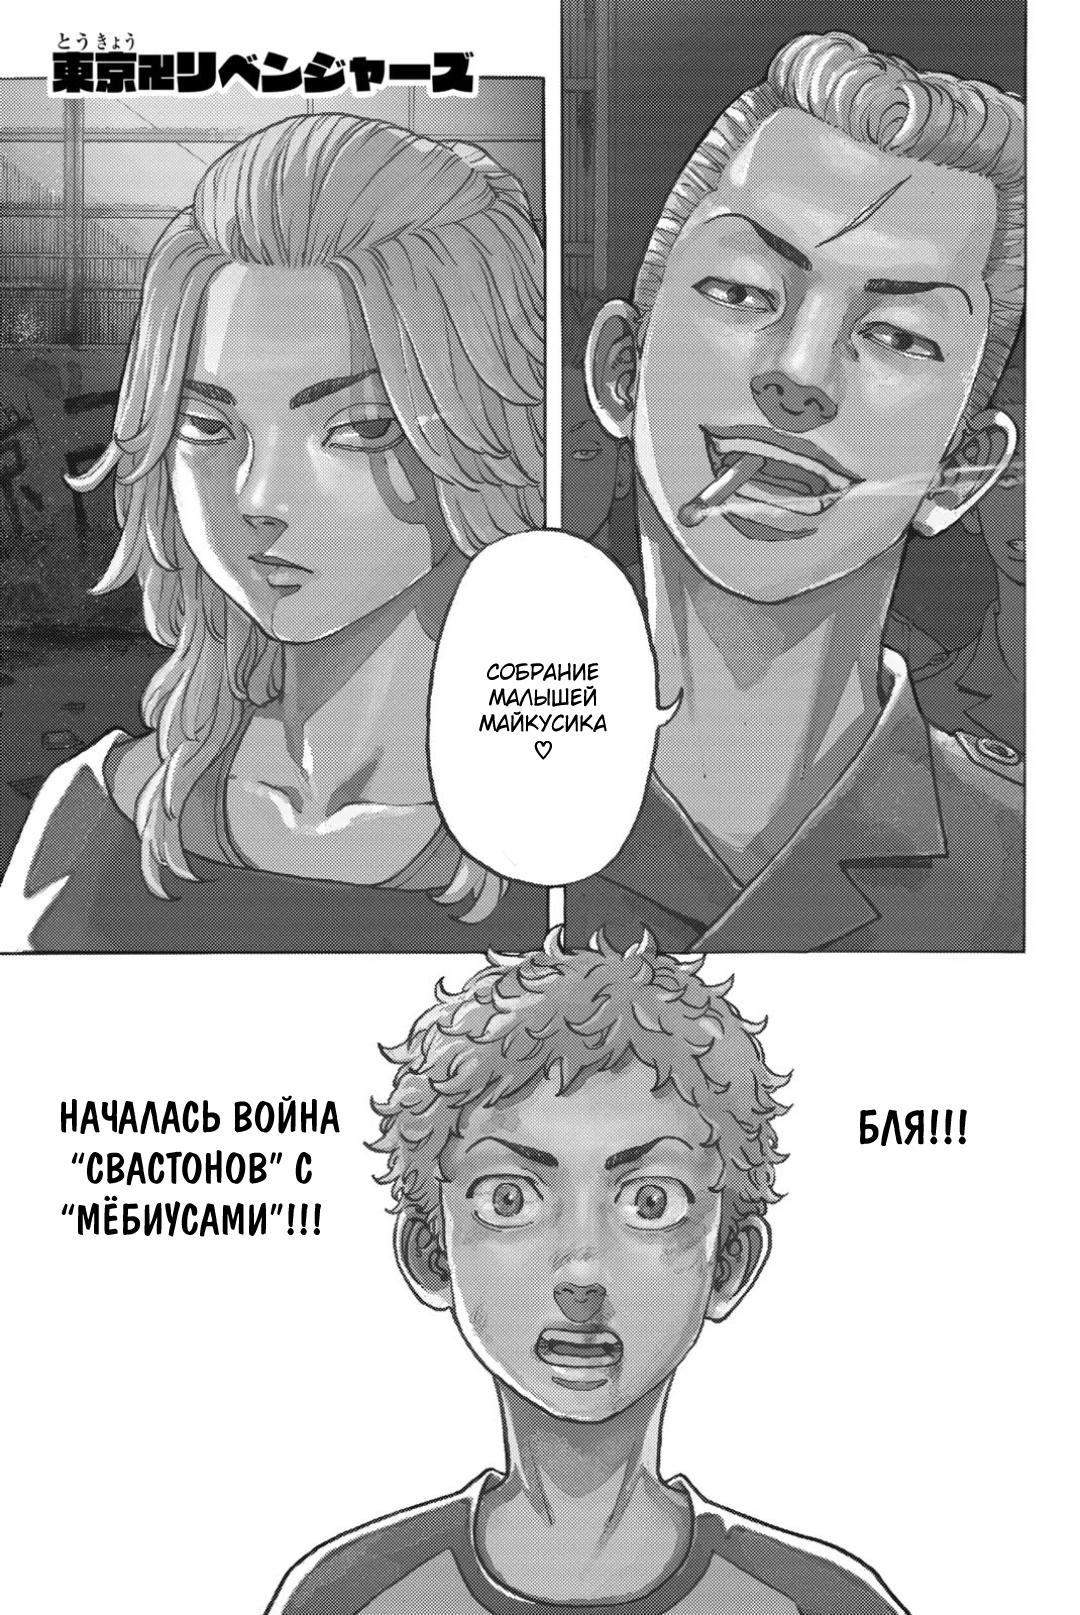 とうきょう
東京卍リベンジャーズ
СОБРАНИЕ
МАЛЫШЕЙ
МАЙКУСИКА
♡
БЛЯ!!!
НАЧАЛАСЬ ВОЙНА
“СВАСТОНОВ” С
“МЁБИУСАМИ”!!!